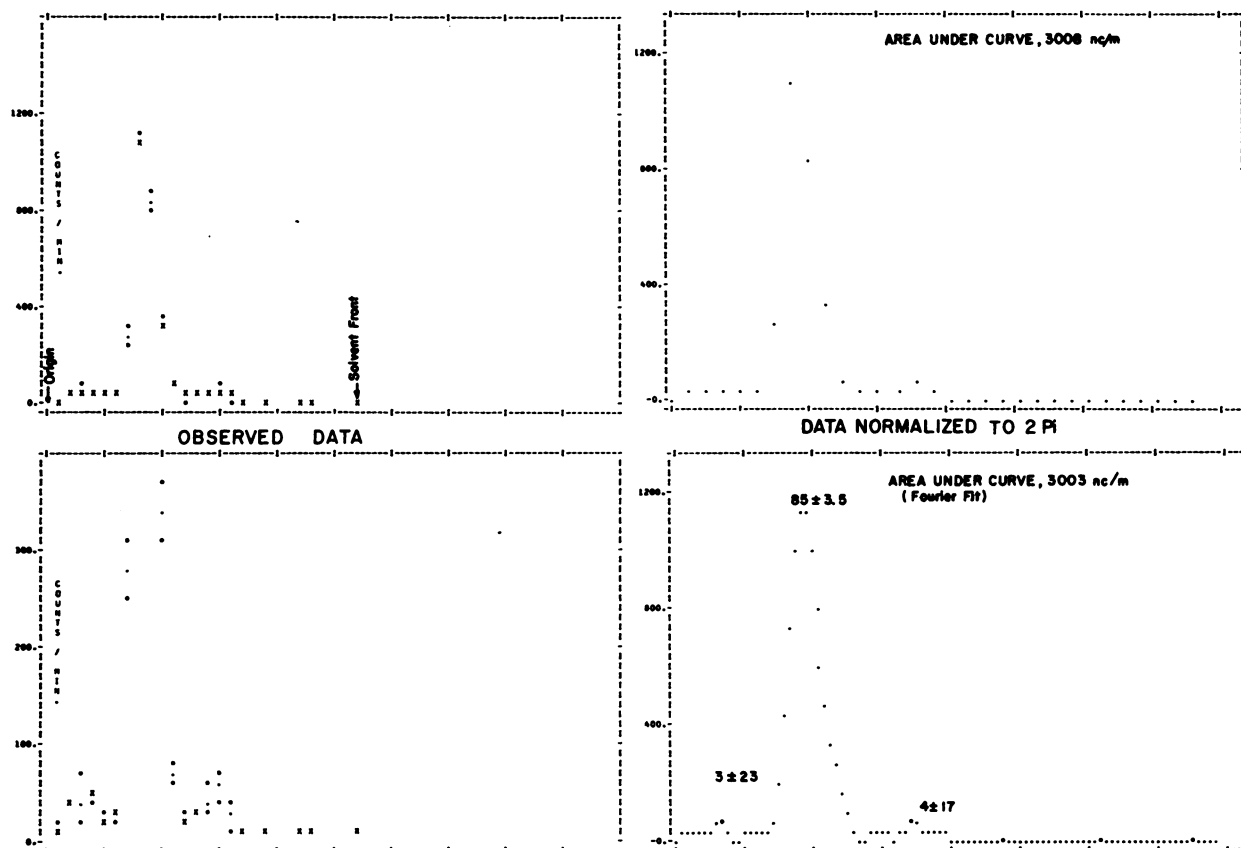 1200.
800.
400.
0.
COUNTS / MIN.
Origin
Solvent Front
OBSERVED DATA
AREA UNDER CURVE, 3008 nc/m
1200.
800.
400.
-0.
DATA NORMALIZED TO 2 Pi
300.
200.
100.
0.
COUNTS / MIN.
AREA UNDER CURVE, 3003 nc/m
(Fourier Fit)
1200.
85±3.5
800.
400.
3±23
4±17
-0.